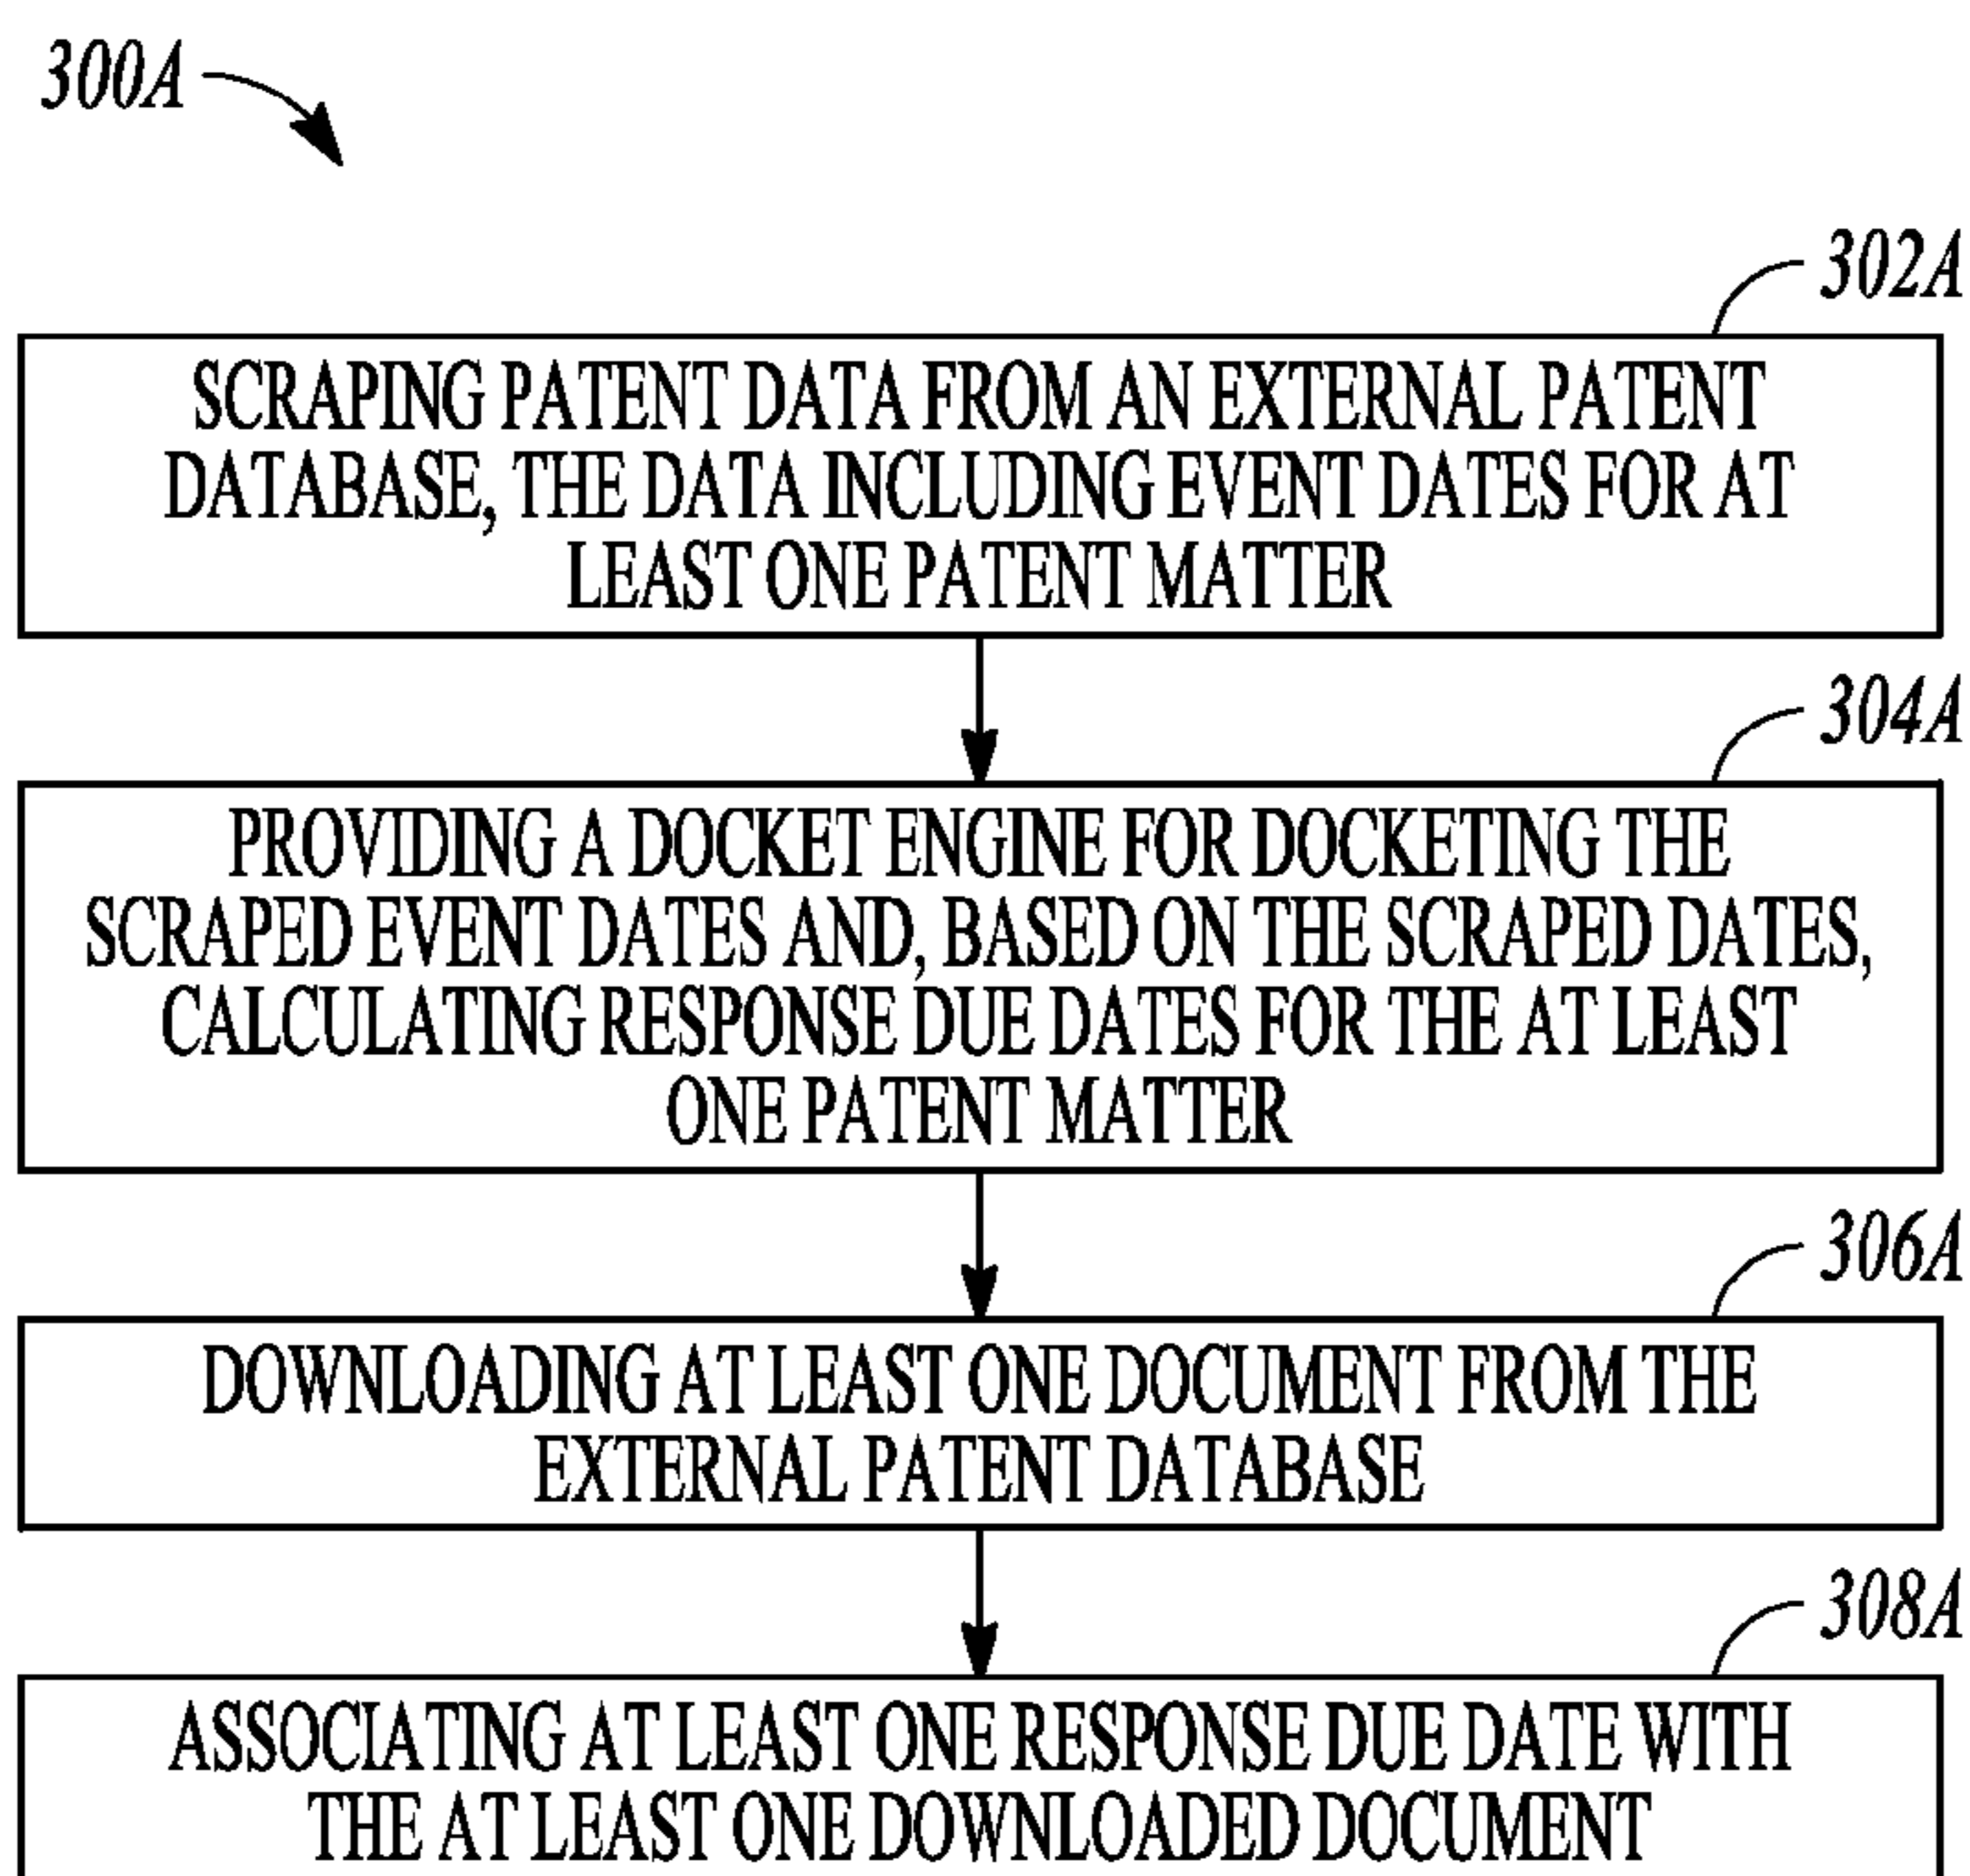 300A
302A
SCRAPING PATENT DATA FROM AN EXTERNAL PATENT
DATABASE, THE DATA INCLUDING EVENT DATES FOR AT
LEAST ONE PATENT MATTER
304A
PROVIDING A DOCKET ENGINE FOR DOCKETING THE
SCRAPED EVENT DATES AND, BASED ON THE SCRAPED DATES,
CALCULATING RESPONSE DUE DATES FOR THE AT LEAST
ONE PATENT MATTER
306A
DOWNLOADING AT LEAST ONE DOCUMENT FROM THE
EXTERNAL PATENT DATABASE
308A
ASSOCIATING AT LEAST ONE RESPONSE DUE DATE WITH
THE AT LEAST ONE DOWNLOADED DOCUMENT